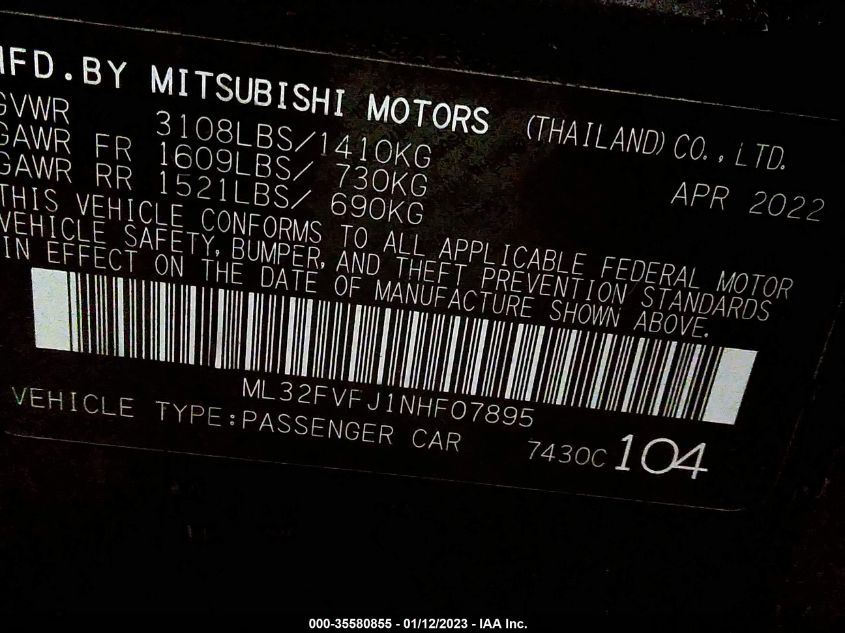 MFD. BY MITSUBISHI MOTORS (THAILAND) CO., LTD.
GVWR 3108LBS/1410KG APR 2022
GAWR FR 1609LBS/ 730KG
GAWR RR 1521LBS/ 690KG
THIS VEHICLE CONFORMS TO ALL APPLICABLE FEDERAL MOTOR
VEHICLE SAFETY, BUMPER, AND THEFT PREVENTION STANDARDS
IN EFFECT ON THE DATE OF MANUFACTURE SHOWN ABOVE.
ML32FVFJ1NHF07895
VEHICLE TYPE:PASSENGER CAR 7430C 104
000-35580855 - 01/12/2023 - IAA Inc.